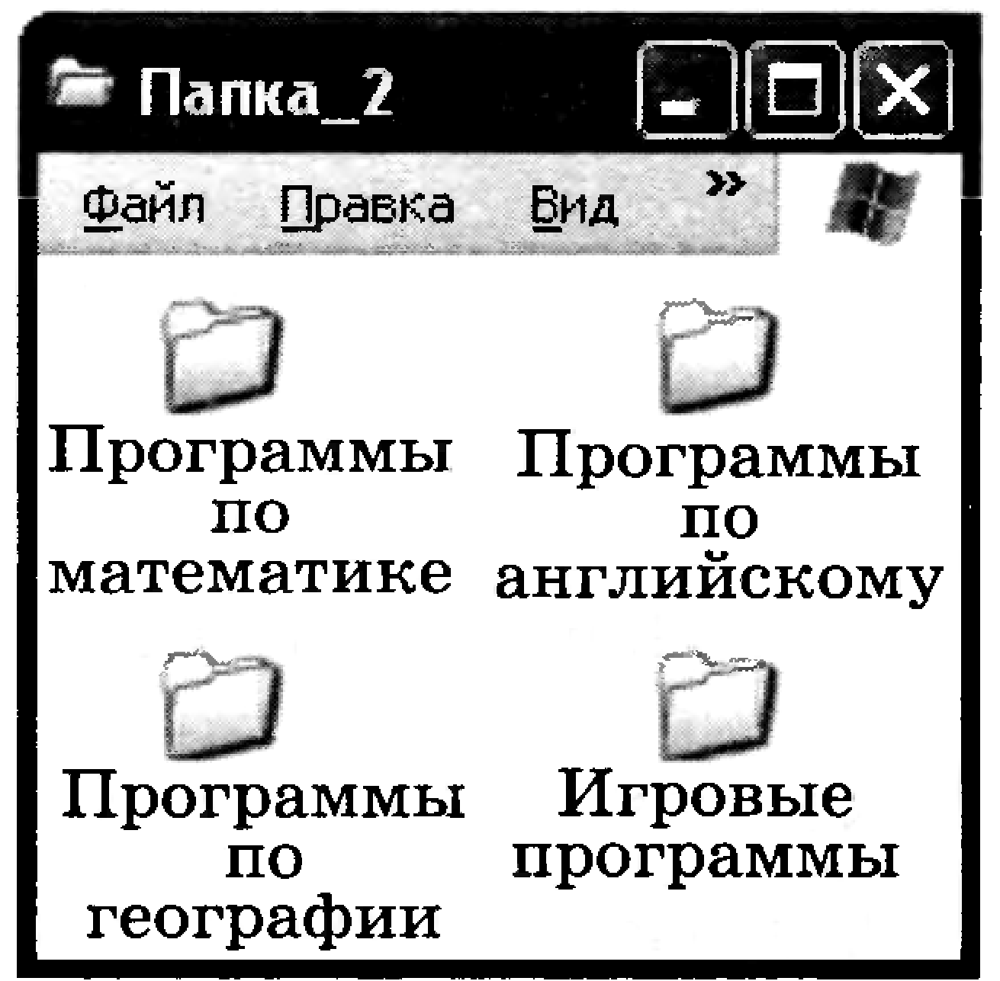 Папка_2
Файл Правка Вид »
Программы
по
математике
Программы
по
английскому
Программы
по
географии
Игровые
программы